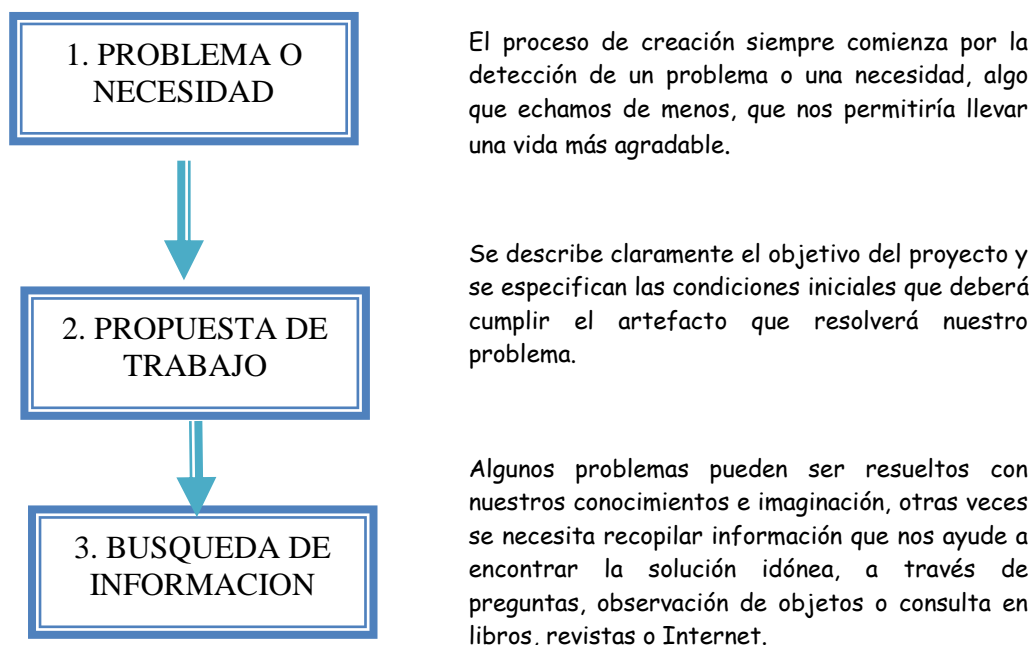 1. PROBLEMA O
NECESIDAD
El proceso de creación siempre comienza por la
detección de un problema o una necesidad, algo
que echamos de menos, que nos permitiría llevar
una vida más agradable.
2. PROPUESTA DE
TRABAJO
Se describe claramente el objetivo del proyecto y
se especifican las condiciones iniciales que deberá
cumplir el artefacto que resolverá nuestro
problema.
3. BUSQUEDA DE
INFORMACION
Algunos problemas pueden ser resueltos con
nuestros conocimientos e imaginación, otras veces
se necesita recopilar información que nos ayude a
encontrar la solución idónea, a través de
preguntas, observación de objetos o consulta en
libros, revistas o Internet.